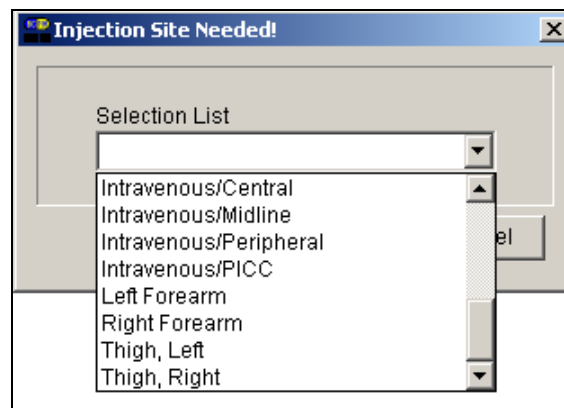 Injection Site Needed!
Selection List
Intravenous/Central
Intravenous/Midline
Intravenous/Peripheral
el
Intravenous/PICC
Left Forearm
Right Forearm
Thigh, Left
Thigh, Right